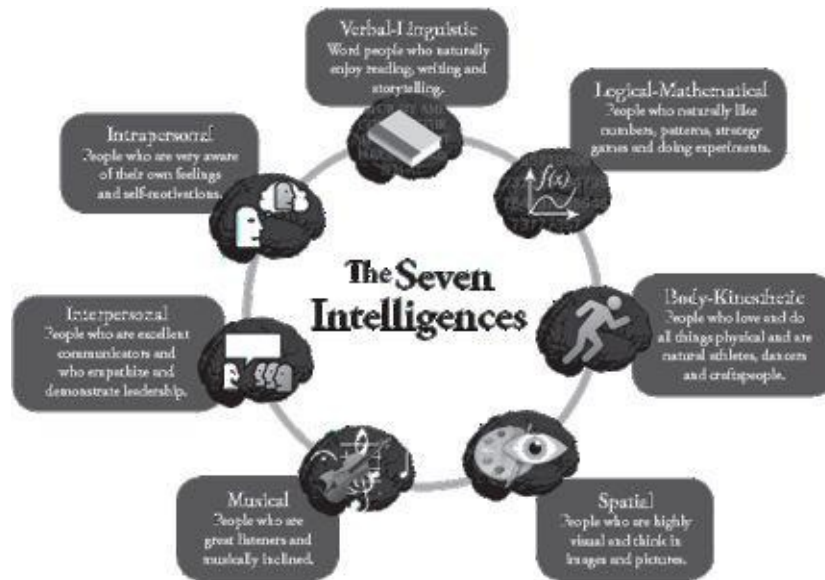 Verbal-Linguistic
Word people who naturally
enjoy reading, writing and
storytelling.
Logical-Mathematical
People who naturally like
numbers, patterns, strategy
games and doing experiments.
f(x)
Intrapersonal
People who are very aware
of their own feelings
and self-motivations.
The Seven
Intelligences
Body-Kinesthetic
People who love and do
all things physical and are
natural athletes, dancers
and craftspeople.
Interpersonal
People who are excellent
communicators and
who empathize and
demonstrate leadership.
Musical
People who are
great listeners and
musically inclined.
Spatial
People who are highly
visual and think in
images and pictures.